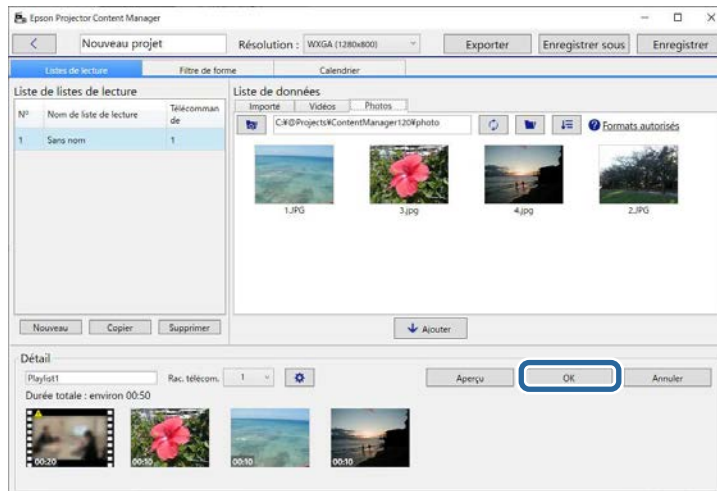 Epson Projector Content Manager
Nouveau projet Résolution : WXGA (1280x800) Exporter Enregistrer sous Enregistrer
Listes de lecture Filtre de forme Calendrier
Liste de listes de lecture
N° Nom de liste de lecture Télécomman
de
1 Sans nom 1
Nouveau Copier Supprimer
Liste de données
Importé Vidéos Photos
C:¥@Projects¥ContentManager120¥photo Formats autorisés
1.JPG 3.jpg 4.jpg 2.JPG
Ajouter
Détail
Playlist1 Rac. télécom. 1 Aperçu OK Annuler
Durée totale : environ 00:50
00:20 00:10 00:10 00:10